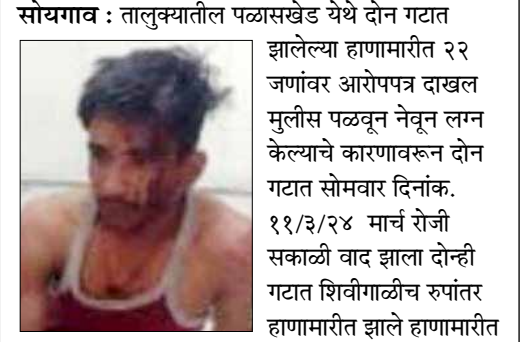 सोयगाव : तालुक्यातील पळासखेड येथे दोन गटात
झालेल्या हाणामारीत २२
जणांवर आरोपपत्र दाखल
मुलीस पळवून नेवून लग्न
केल्याचे कारणावरून दोन
गटात सोमवार दिनांक.
११/३/२४ मार्च रोजी
सकाळी वाद झाला दोन्ही
गटात शिवीगाळीच रुपांतर
हाणामारीत झाले हाणामारीत